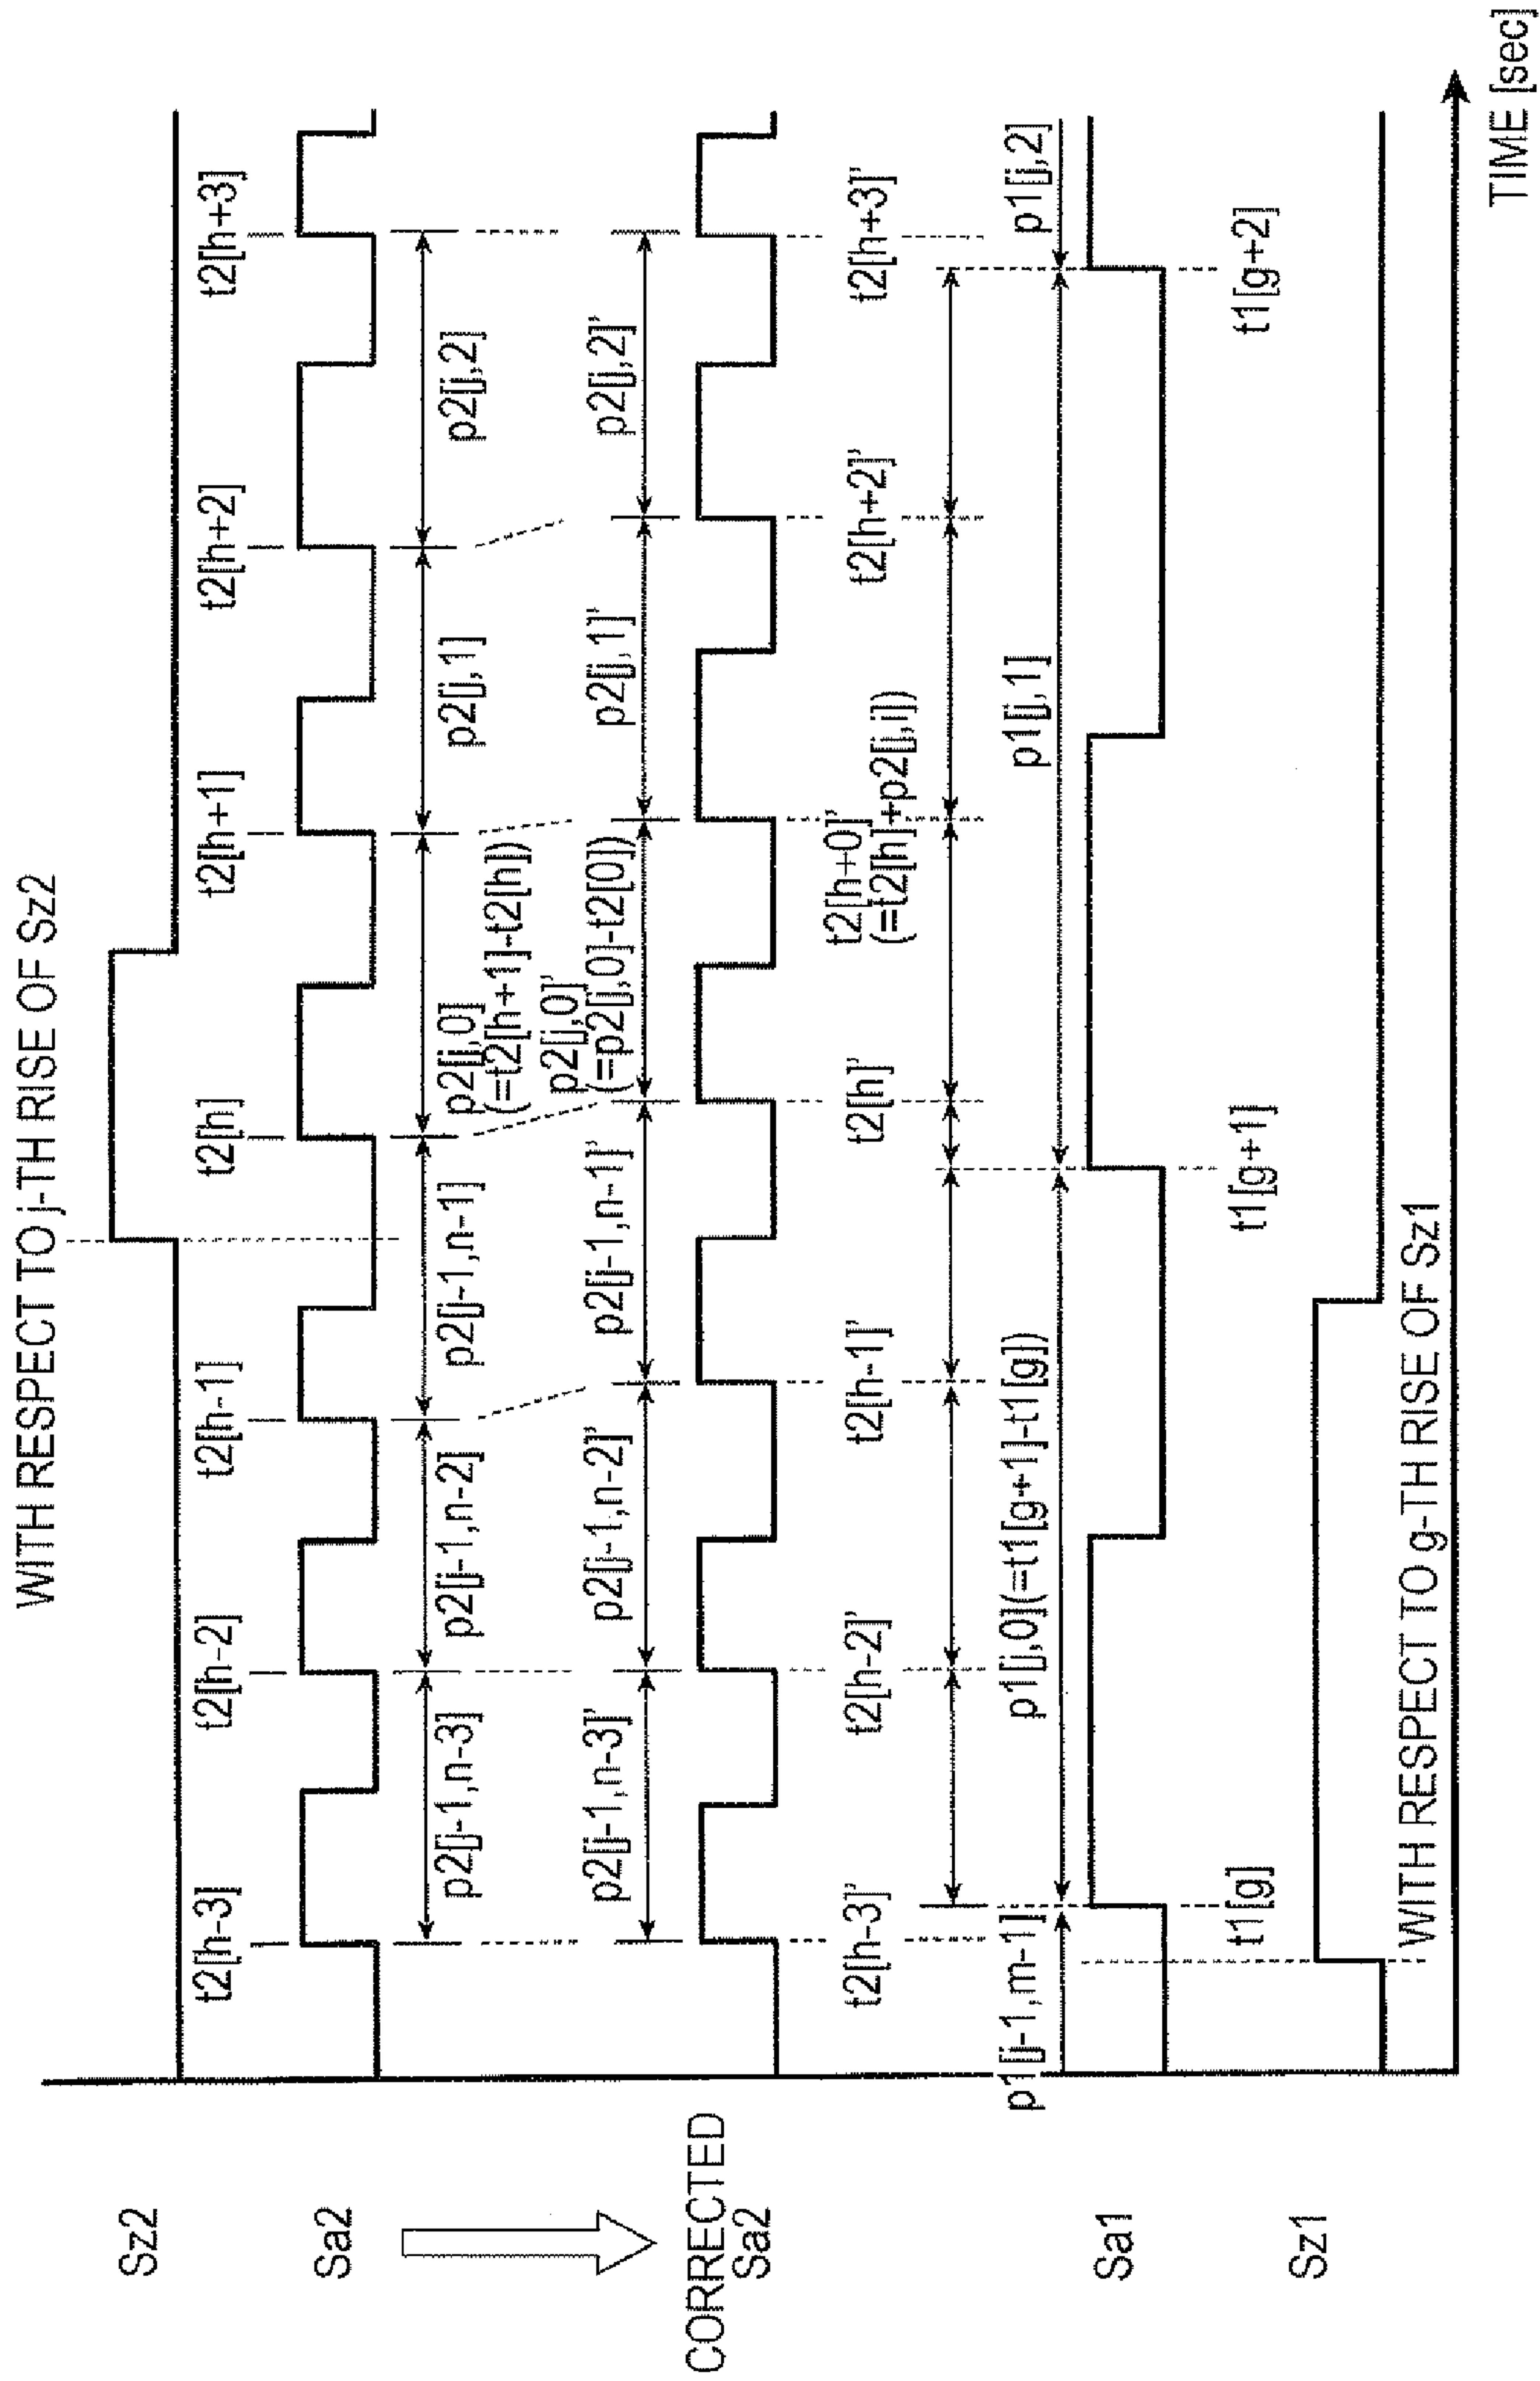 WITH RESPECT TO j-TH RISE OF Sz2
Sz2
t2[h-3]
t2[h-2]
t2[h-1]
t2[h]
t2[h+1]
t2[h+2]
t2[h+3]
Sa2
p2[j-1,n-3]
p2[j-1,n-2]
p2[j-1,n-1]
p2[j,0]
(=t2[h+1]-t2[h])
p2[j,1]
p2[j,2]
p2[j-1,n-3]'
p2[j-1,n-2]'
p2[j-1,n-1]'
p2[j,0]'
(=p2[j,0]-t2[0])
p2[j,1]'
p2[j,2]'
CORRECTED
Sa2
t2[h-3]'
t2[h-2]'
t2[h-1]'
t2[h]'
t2[h+0]'
(=t2[h]+p2[j,i])
t2[h+2]'
t2[h+3]'
p1[j-1,m-1]
p1[j,0](=t1[g+1]-t1[g])
p1[j,1]
p1[j,2]
Sa1
t1[g]
t1[g+1]
t1[g+2]
Sz1
WITH RESPECT TO g-TH RISE OF Sz1
TIME [sec]